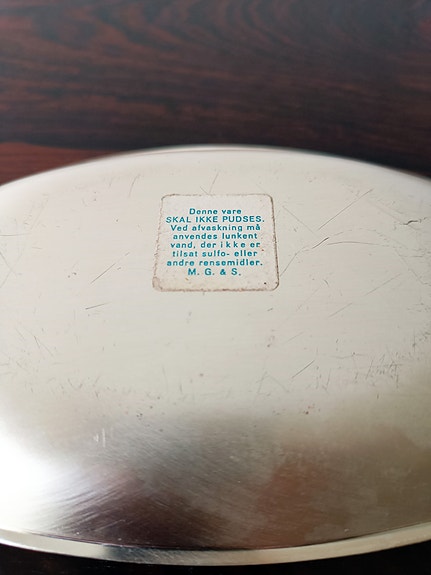 Denne vare
SKAL IKKE PUDSES.
Ved afvaskning må
anvendes lunkent
vand, der ikke er
tilsat sulfo- eller
andre rensemidler.
M. G. & S.